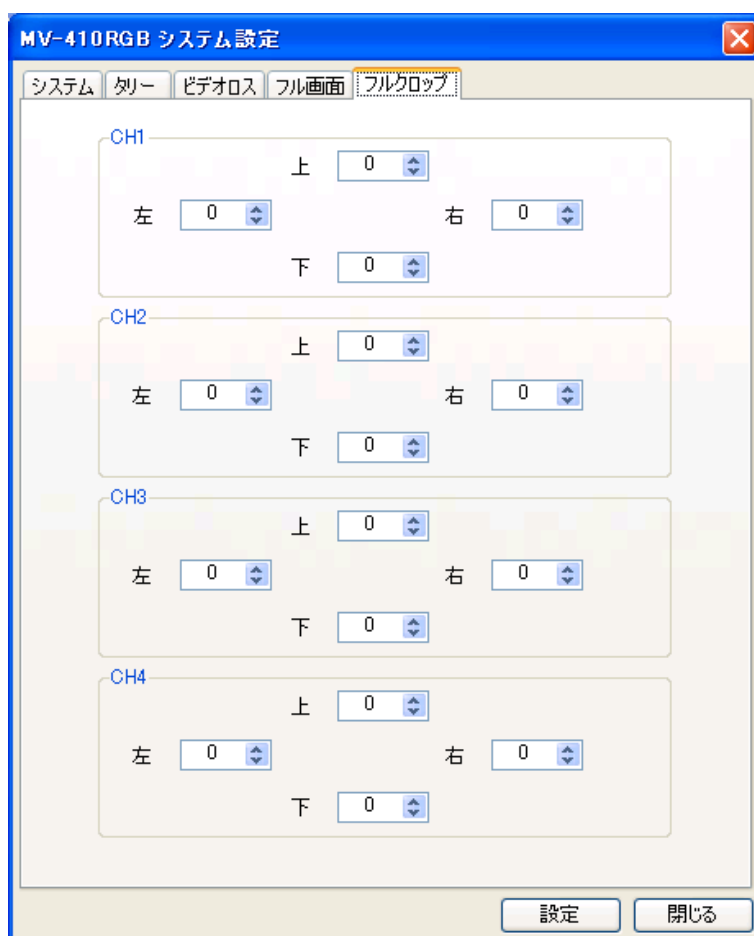 MV-410RGB システム設定
システム タリー ビデオロス フル画面 フルクロップ
CH1
上 0
左 0 右 0
下 0
CH2
上 0
左 0 右 0
下 0
CH3
上 0
左 0 右 0
下 0
CH4
上 0
左 0 右 0
下 0
設定 閉じる